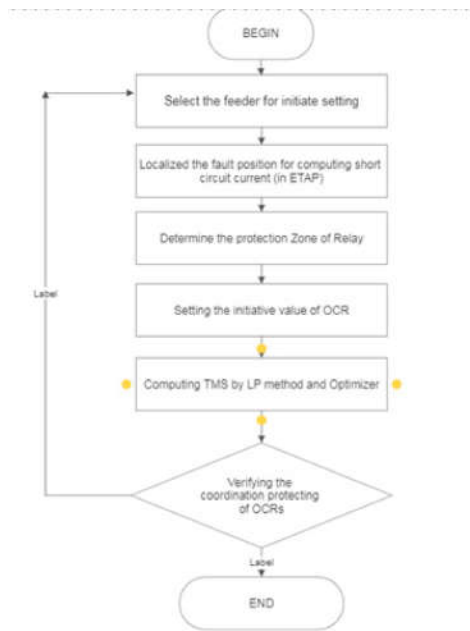 BEGIN
Select the feeder for initiate setting
Localized the fault position for computing short
circuit current (in ETAP)
Determine the protection Zone of Relay
Setting the initiative value of OCR
Label
Computing TMS by LP method and Optimizer
Verifying the
coordination protecting
of OCRs
Label
END